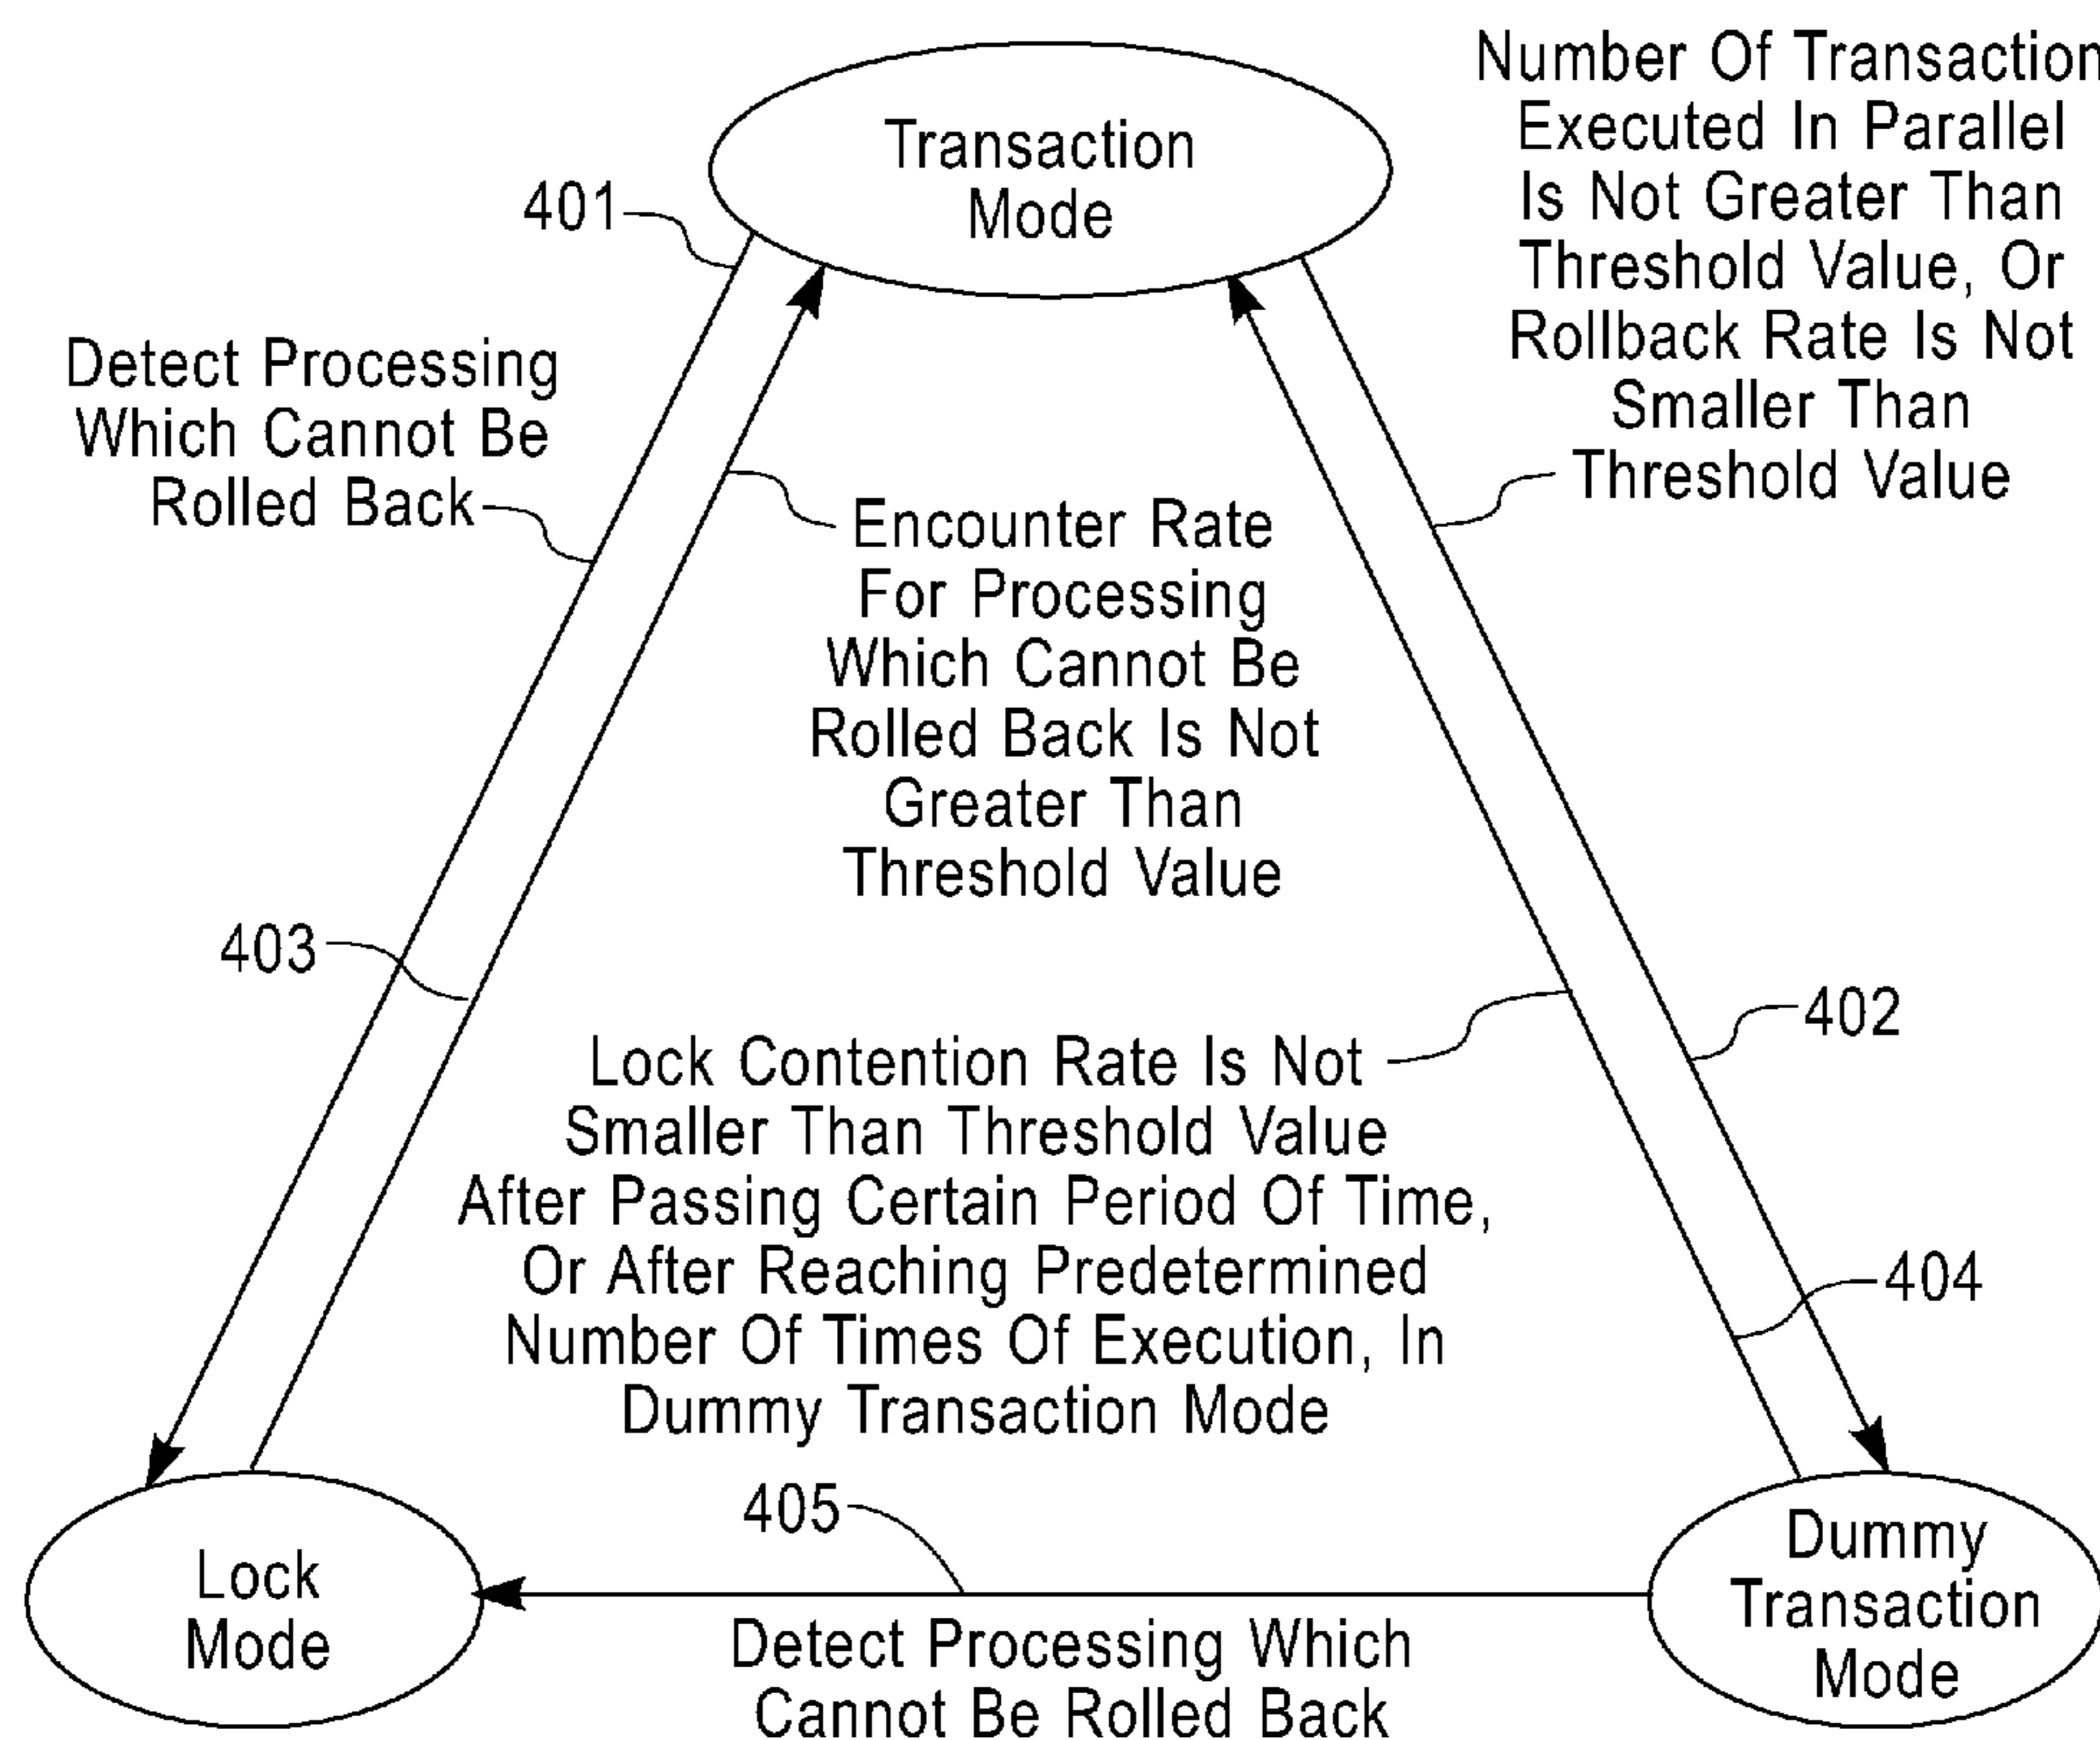 Number Of Transaction
Executed In Parallel
Is Not Greater Than
Threshold Value, Or
Rollback Rate Is Not
Smaller Than
Threshold Value
Transaction
Mode
401
Detect Processing
Which Cannot Be
Rolled Back
Encounter Rate
For Processing
Which Cannot Be
Rolled Back Is Not
Greater Than
Threshold Value
403
402
Lock Contention Rate Is Not
Smaller Than Threshold Value
After Passing Certain Period Of Time,
Or After Reaching Predetermined
Number Of Times Of Execution, In
Dummy Transaction Mode
404
405
Lock
Mode
Dummy
Transaction
Mode
Detect Processing Which
Cannot Be Rolled Back